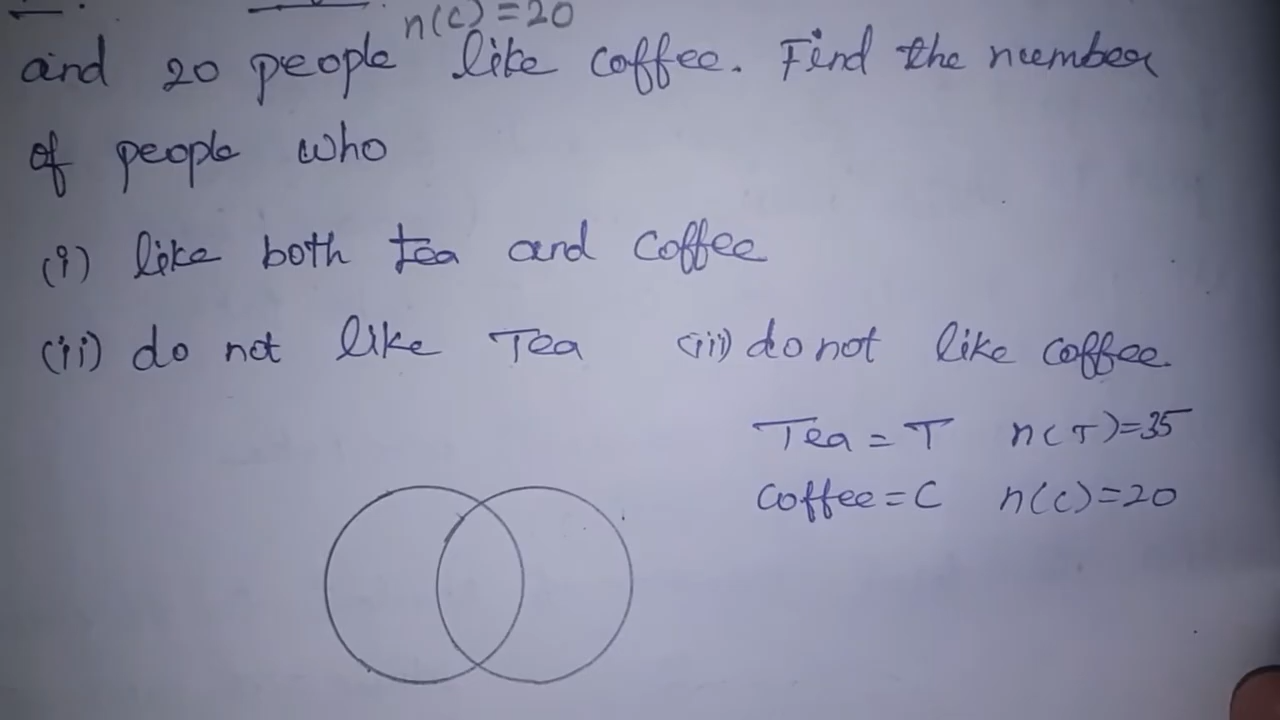 n(c)=20
and 20 people like coffee. Find the number
of people who
(i) like both tea and coffee
(ii) do not like Tea (iii) do not like coffee.
Tea = T n(T)=35
Coffee = C n(c)=20